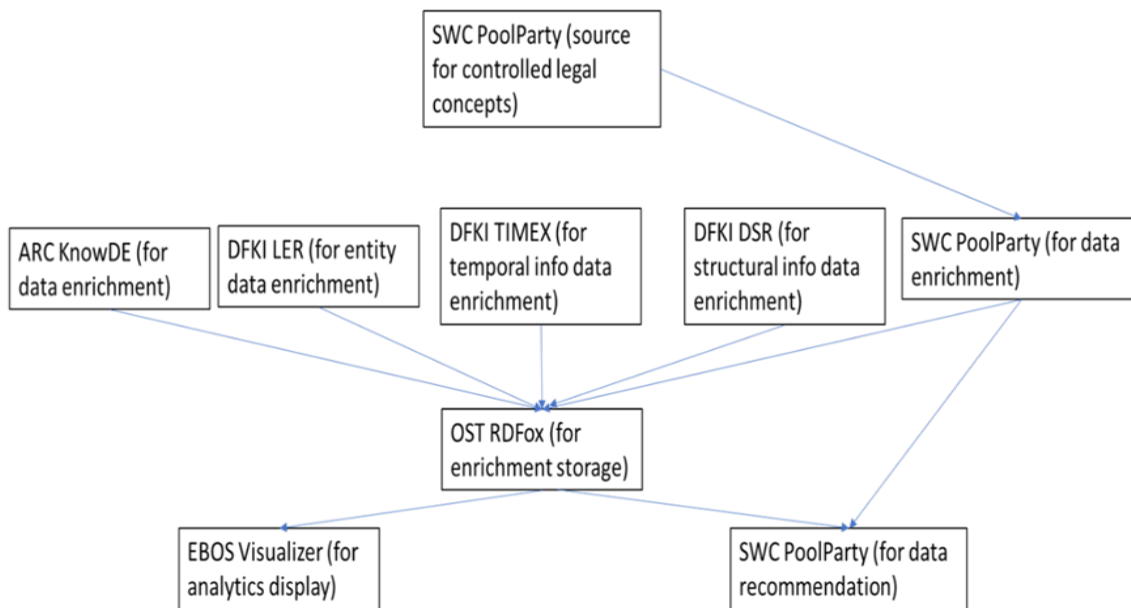 SWC PoolParty (source
for controlled legal
concepts)
ARC KnowDE (for
data enrichment)
DFKI LER (for entity
data enrichment)
DFKI TIMEX (for
temporal info data
enrichment)
DFKI DSR (for
structural info data
enrichment)
SWC PoolParty (for data
enrichment)
OST RDFox (for
enrichment storage)
EBOS Visualizer (for
analytics display)
SWC PoolParty (for data
recommendation)